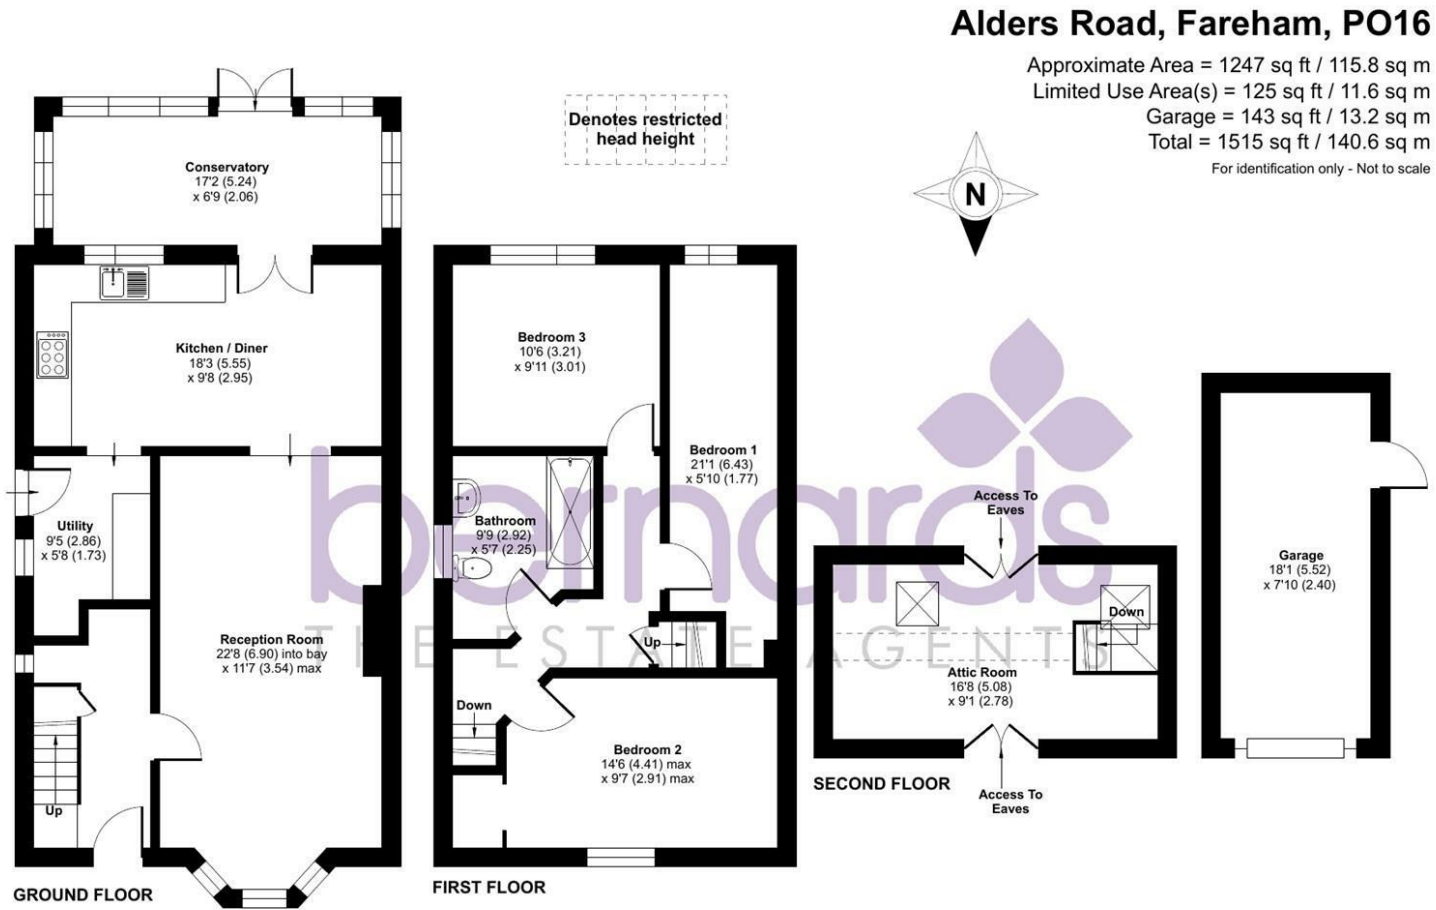 Alders Road, Fareham, PO16
Approximate Area = 1247 sq ft / 115.8 sq m
Limited Use Area(s) = 125 sq ft / 11.6 sq m
Garage = 143 sq ft / 13.2 sq m
Total = 1515 sq ft / 140.6 sq m
For identification only - Not to scale
Denotes restricted
head height
N
Conservatory
17'2 (5.24)
x 6'9 (2.06)
Kitchen / Diner
18'3 (5.55)
x 9'8 (2.95)
Utility
9'5 (2.86)
x 5'8 (1.73)
Reception Room
22'8 (6.90) into bay
x 11'7 (3.54) max
Up
GROUND FLOOR
Bedroom 3
10'6 (3.21)
x 9'11 (3.01)
Bedroom 1
21'1 (6.43)
x 5'10 (1.77)
Bathroom
9'9 (2.92)
x 5'7 (2.25)
Up
Down
Bedroom 2
14'6 (4.41) max
x 9'7 (2.91) max
FIRST FLOOR
Access To
Eaves
Down
Attic Room
16'8 (5.08)
x 9'1 (2.78)
SECOND FLOOR
Access To
Eaves
Garage
18'1 (5.52)
x 7'10 (2.40)
bernards
THE ESTATE AGENTS